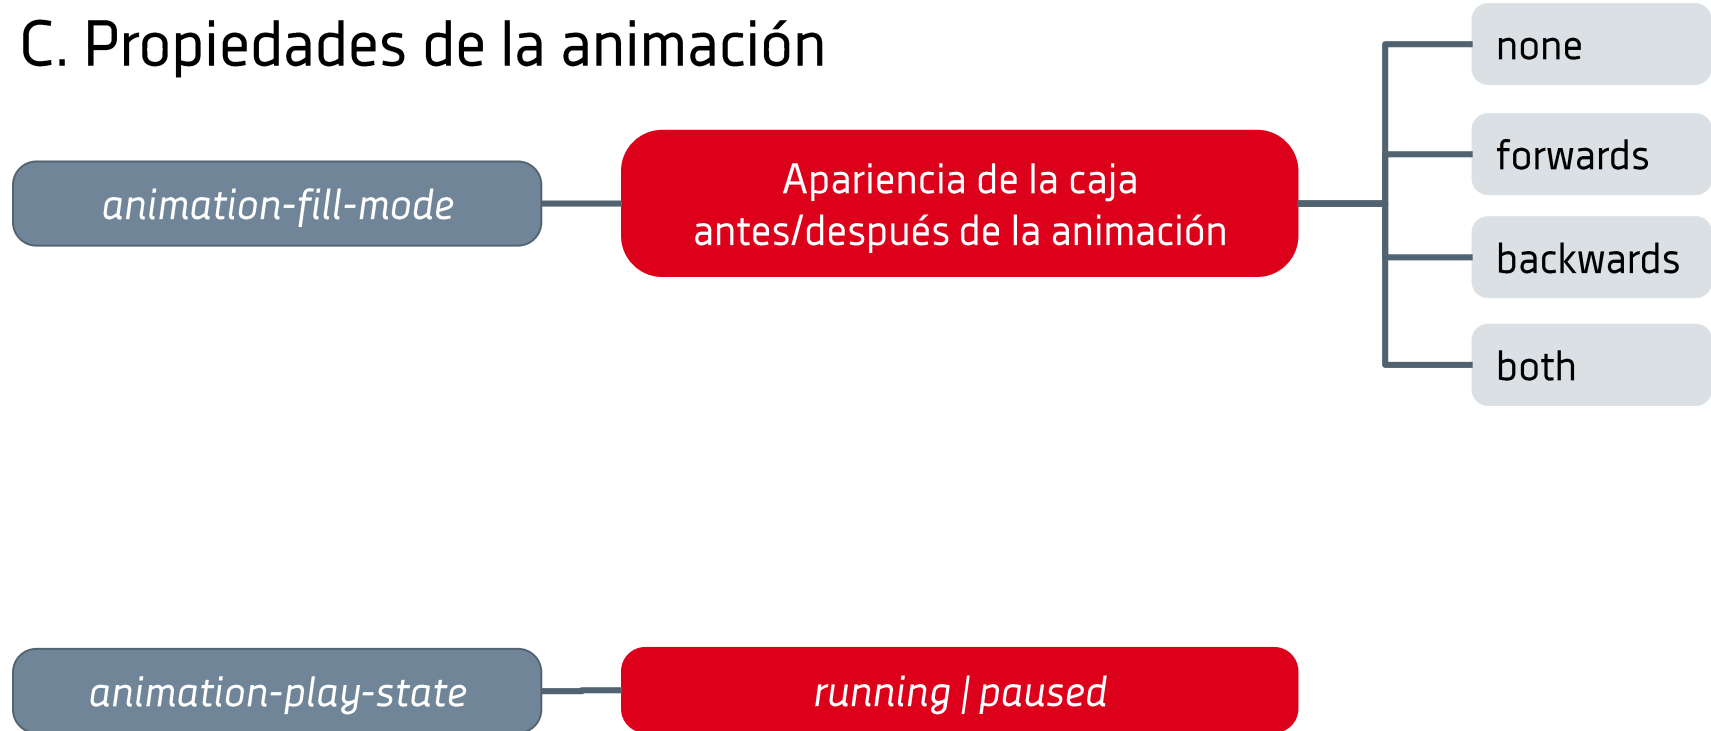 C. Propiedades de la animación
animation-fill-mode
Apariencia de la caja
antes/después de la animación
none
forwards
backwards
both
animation-play-state
running | paused